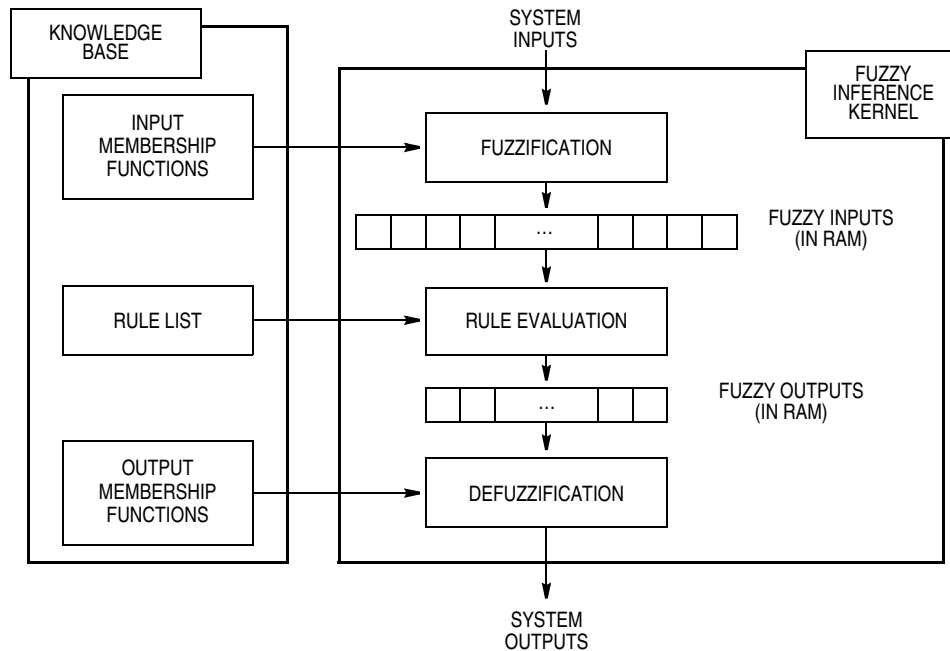 KNOWLEDGE
BASE
INPUT
MEMBERSHIP
FUNCTIONS
RULE LIST
OUTPUT
MEMBERSHIP
FUNCTIONS
SYSTEM
INPUTS
FUZZY
INFERENCE
KERNEL
FUZZIFICATION
...
FUZZY INPUTS
(IN RAM)
RULE EVALUATION
...
FUZZY OUTPUTS
(IN RAM)
DEFUZZIFICATION
SYSTEM
OUTPUTS